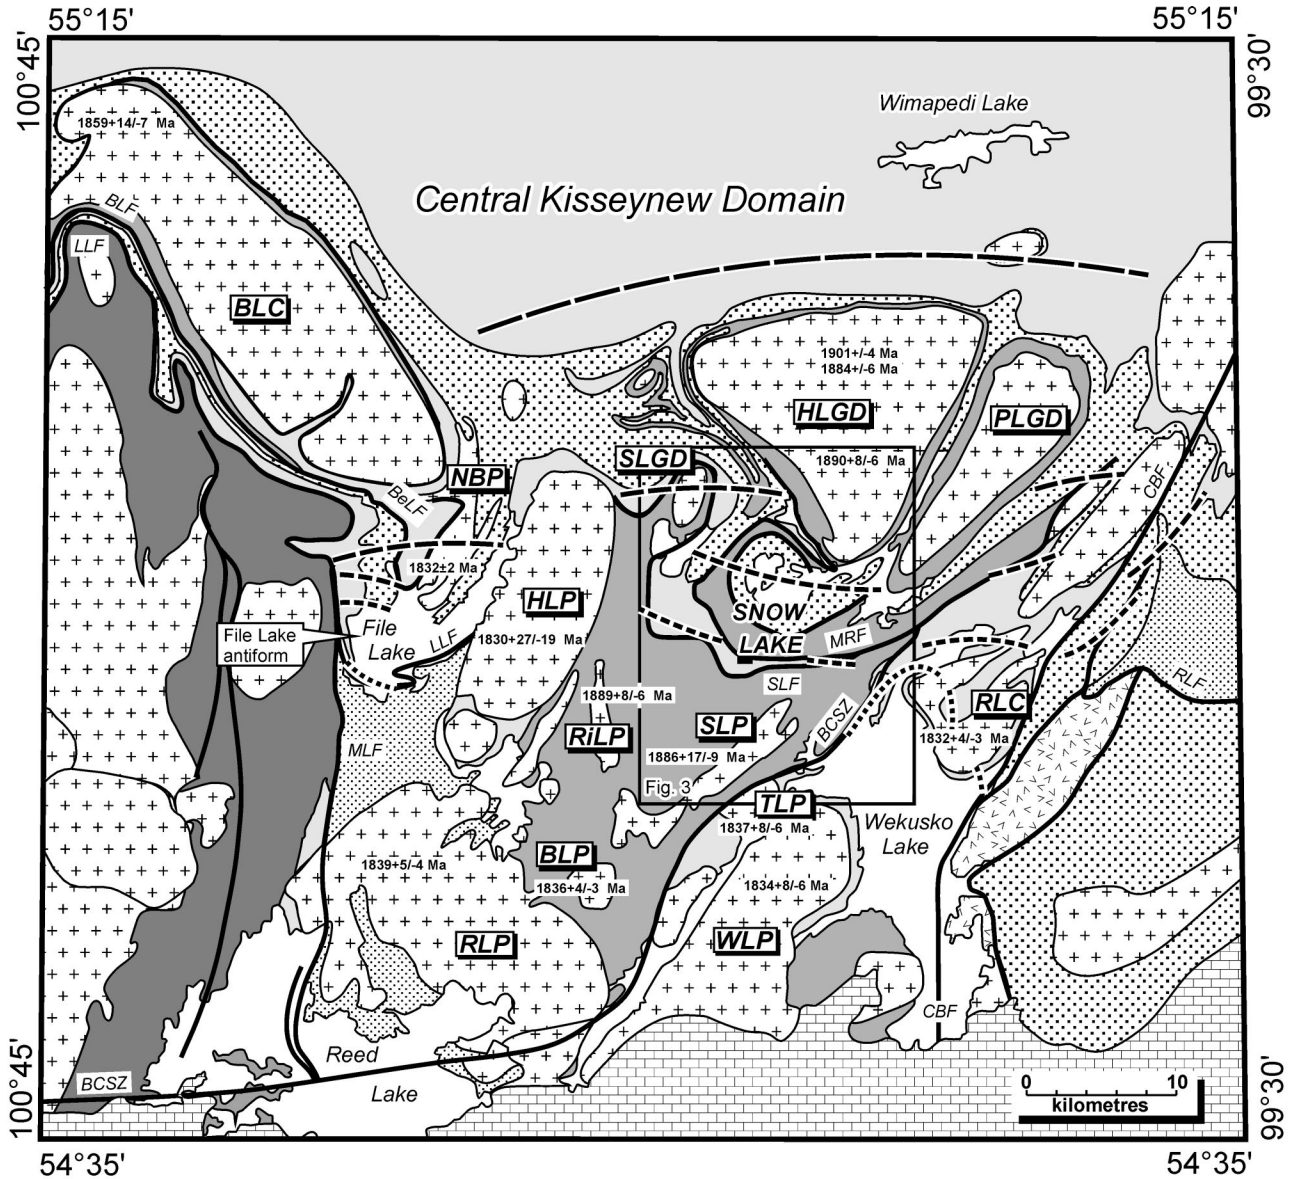 55°15'
55°15'
100°45'
99°30'
Wimapedi Lake
1859+14/-7 Ma
Central Kisseynew Domain
BLF
LLF
BLC
1901+/-4 Ma
1884+/-6 Ma
HLGD
PLGD
SLGD
1890+8/-6 Ma
NBP
CBF
BeLF
1832±2 Ma
HLP
SNOW
LAKE
File Lake
antiform
File
Lake
LLF
1830+27/-19 Ma
MRF
SLF
RLF
1889+8/-6 Ma
RLC
RiLP
SLP
BCSZ
1832+4/-3 Ma
MLF
1886+17/-9 Ma
Fig. 3
TLP
1837+8/-6 Ma
Wekusko
Lake
BLP
1839+5/-4 Ma
1836+4/-3 Ma
1834+8/-6 Ma
RLP
WLP
CBF
Reed
Lake
BCSZ
0 10
kilometres
100°45'
99°30'
54°35'
54°35'